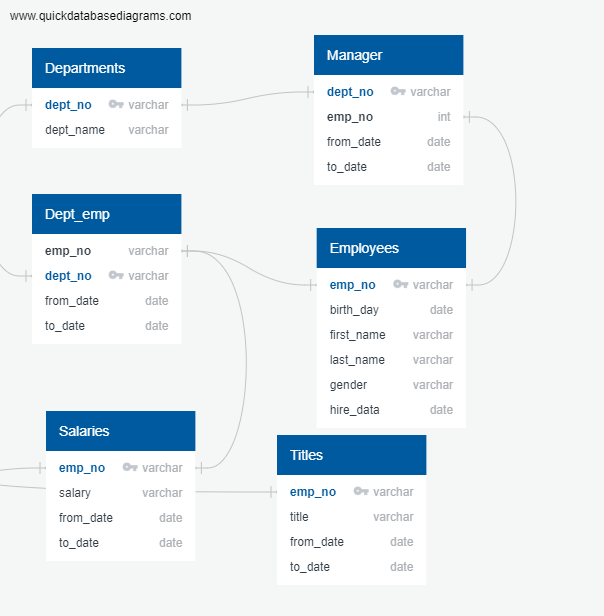 www.quickdatabasediagrams.com
Departments
dept_no varchar
dept_name varchar
Manager
dept_no varchar
emp_no int
from_date date
to_date date
Dept_emp
emp_no varchar
dept_no varchar
from_date date
to_date date
Employees
emp_no varchar
birth_day date
first_name varchar
last_name varchar
gender varchar
hire_data date
Salaries
emp_no varchar
salary varchar
from_date date
to_date date
Titles
emp_no varchar
title varchar
from_date date
to_date date